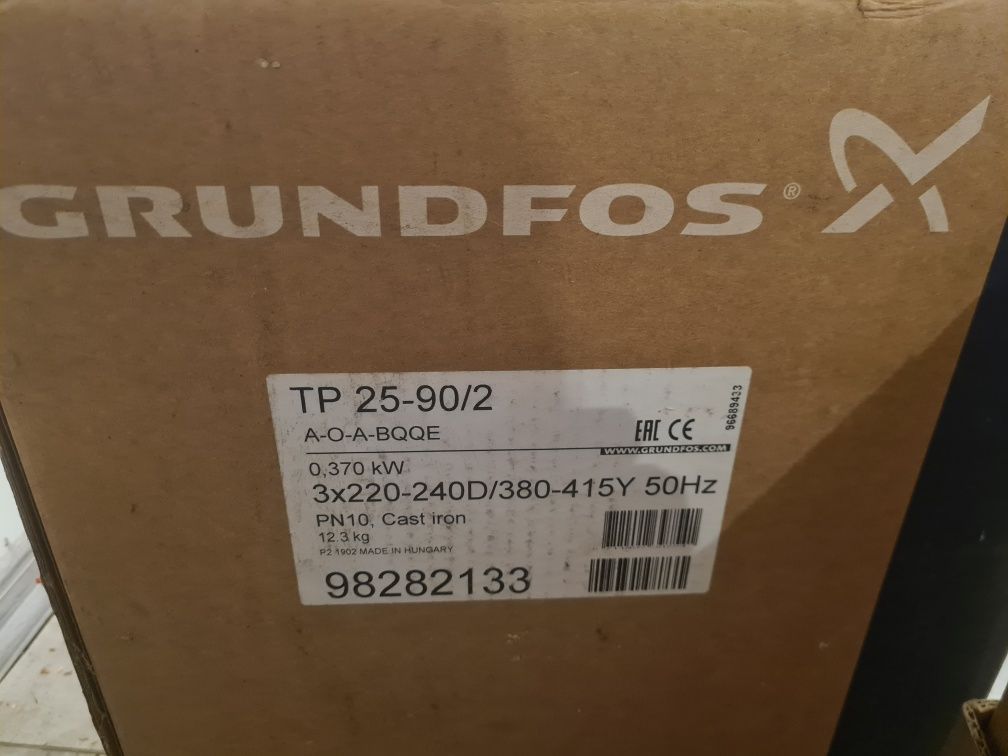 GRUNDFOS®
TP 25-90/2
A-O-A-BQQE
EAC CE
96689433
WWW.GRUNDFOS.COM
0,370 kW
3x220-240D/380-415Y 50Hz
PN10, Cast iron
12.3 kg
P2 1902 MADE IN HUNGARY
98282133